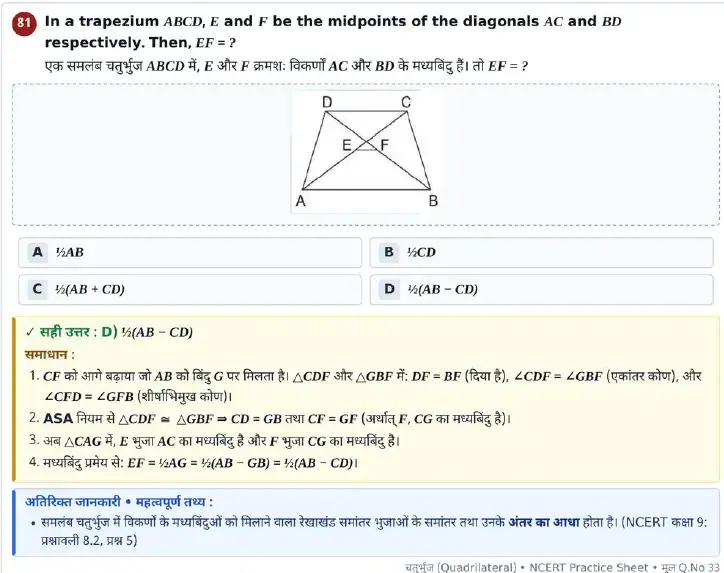 81 In a trapezium ABCD, E and F be the midpoints of the diagonals AC and BD
respectively. Then, EF = ?
एक समलंब चतुर्भुज ABCD में, E और F क्रमशः विकर्णों AC और BD के मध्यबिंदु हैं। तो EF = ?
D C
E F
A B
A ½AB
B ½CD
C ½(AB + CD)
D ½(AB − CD)
✓ सही उत्तर : D) ½(AB − CD)
समाधान :
1. CF को आगे बढ़ाया जो AB को बिंदु G पर मिलता है। △CDF और △GBF में: DF = BF (दिया है), ∠CDF = ∠GBF (एकांतर कोण), और
∠CFD = ∠GFB (शीर्षाभिमुख कोण)।
2. ASA नियम से △CDF ≅ △GBF ⇒ CD = GB तथा CF = GF (अर्थात् F, CG का मध्यबिंदु है)।
3. अब △CAG में, E भुजा AC का मध्यबिंदु है और F भुजा CG का मध्यबिंदु है।
4. मध्यबिंदु प्रमेय से: EF = ½AG = ½(AB − GB) = ½(AB − CD)।
अतिरिक्त जानकारी • महत्वपूर्ण तथ्य :
• समलंब चतुर्भुज में विकर्णों के मध्यबिंदुओं को मिलाने वाला रेखाखंड समांतर भुजाओं के समांतर तथा उनके अंतर का आधा होता है। (NCERT कक्षा 9:
प्रश्नावली 8.2, प्रश्न 5)
चतुर्भुज (Quadrilateral) • NCERT Practice Sheet • मूल Q.No 33